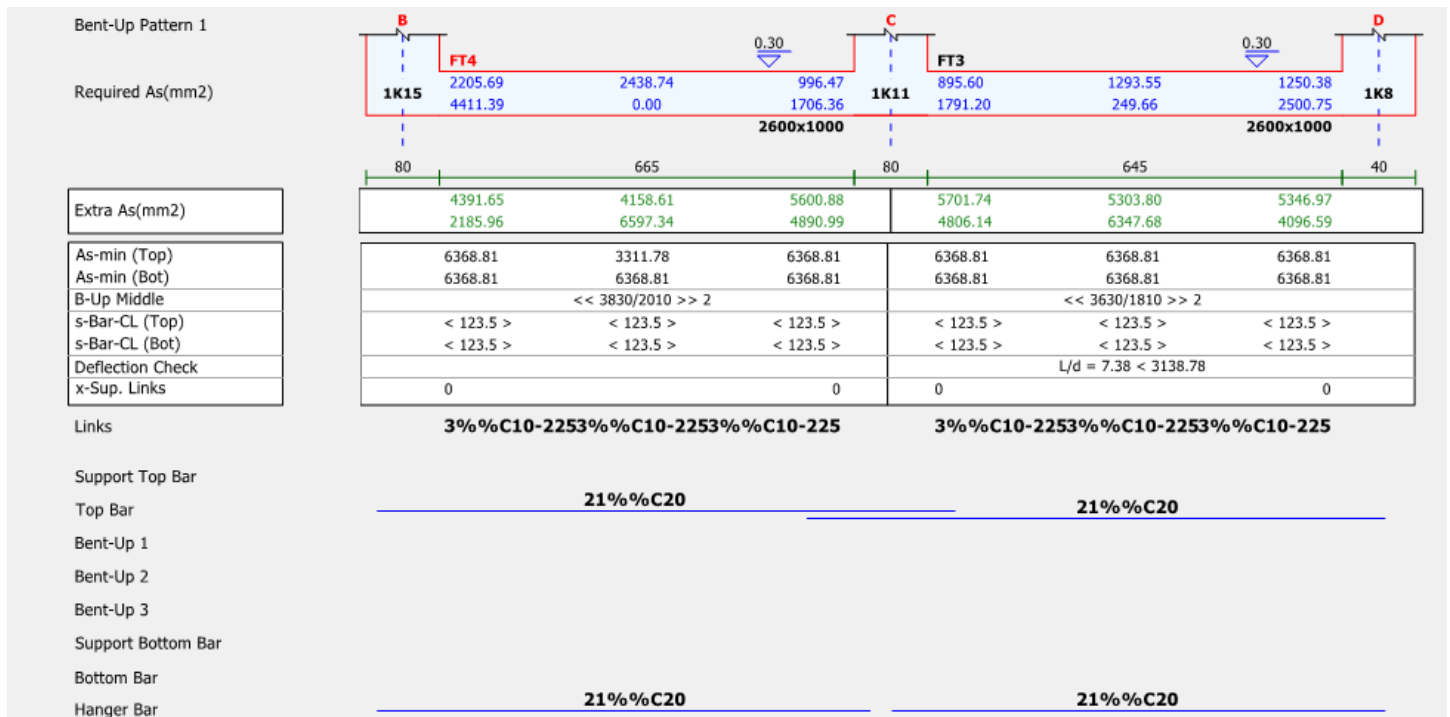 Bent-Up Pattern 1
B C D
0.30 0.30
FT4 FT3
Required As(mm2)
2205.69 2438.74 996.47 895.60 1293.55 1250.38
1K15 1K11 1K8
4411.39 0.00 1706.36 1791.20 249.66 2500.75
2600x1000 2600x1000
80 665 80 645 40
Extra As(mm2)
4391.65 4158.61 5600.88 5701.74 5303.80 5346.97
2185.96 6597.34 4890.99 4806.14 6347.68 4096.59
As-min (Top) 6368.81 3311.78 6368.81 6368.81 6368.81 6368.81
As-min (Bot) 6368.81 6368.81 6368.81 6368.81 6368.81 6368.81
B-Up Middle << 3830/2010 >> 2 << 3630/1810 >> 2
s-Bar-CL (Top) < 123.5 > < 123.5 > < 123.5 > < 123.5 > < 123.5 > < 123.5 >
s-Bar-CL (Bot) < 123.5 > < 123.5 > < 123.5 > < 123.5 > < 123.5 > < 123.5 >
Deflection Check L/d = 7.38 < 3138.78
x-Sup. Links 0 0 0 0
Links 3%%C10-2253%%C10-2253%%C10-225 3%%C10-2253%%C10-2253%%C10-225
Support Top Bar
Top Bar 21%%C20 21%%C20
Bent-Up 1
Bent-Up 2
Bent-Up 3
Support Bottom Bar
Bottom Bar
Hanger Bar 21%%C20 21%%C20